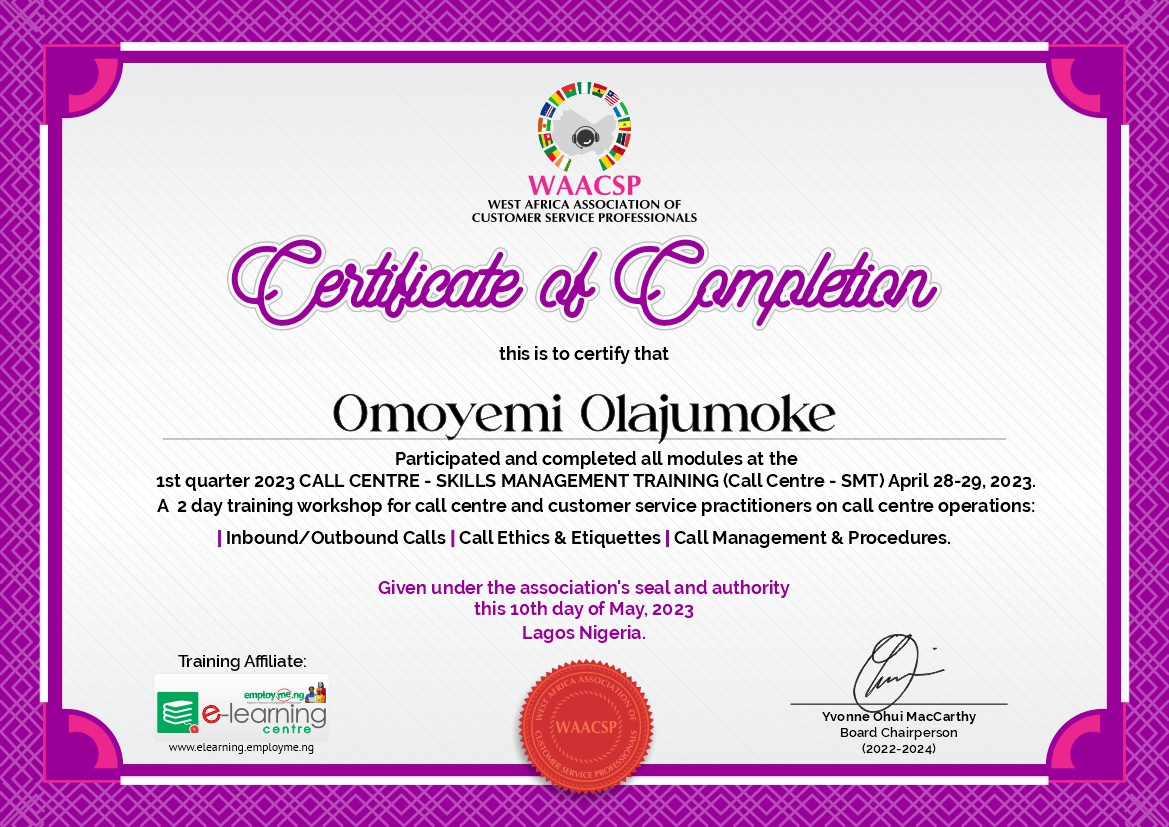 WAACSP
WEST AFRICA ASSOCIATION OF
CUSTOMER SERVICE PROFESSIONALS
Certificate of Completion
this is to certify that
Omoyemi Olajumoke
Participated and completed all modules at the
1st quarter 2023 CALL CENTRE - SKILLS MANAGEMENT TRAINING (Call Centre - SMT) April 28-29, 2023.
A 2 day training workshop for call centre and customer service practitioners on call centre operations:
| Inbound/Outbound Calls | Call Ethics & Etiquettes | Call Management & Procedures.
Given under the association's seal and authority
this 10th day of May, 2023
Lagos Nigeria.
Training Affiliate:
employ me.ng
e-learning
centre
www.elearning.employme.ng
WEST AFRICA ASSOCIATION OF
WAACSP
CUSTOMER SERVICE PROFESSIONALS
Yvonne Ohui MacCarthy
Board Chairperson
(2022-2024)